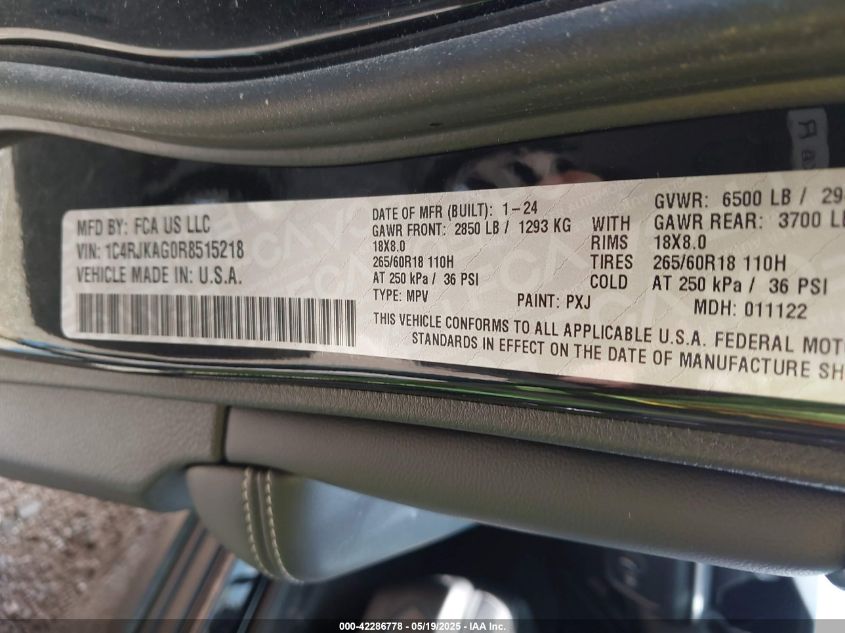 MFD BY: FCA US LLC
VIN: 1C4RJKAG0R8515218
VEHICLE MADE IN U.S.A.
DATE OF MFR (BUILT): 1-24
GVWR: 6500 LB / 29
GAWR FRONT: 2850 LB / 1293 KG WITH GAWR REAR: 3700 LB
18X8.0 RIMS 18X8.0
265/60R18 110H TIRES 265/60R18 110H
AT 250 kPa / 36 PSI COLD AT 250 kPa / 36 PSI
TYPE: MPV PAINT: PXJ MDH: 011122
THIS VEHICLE CONFORMS TO ALL APPLICABLE U.S.A. FEDERAL MOT
STANDARDS IN EFFECT ON THE DATE OF MANUFACTURE SH
000-42286778 - 05/19/2025 - IAA Inc.